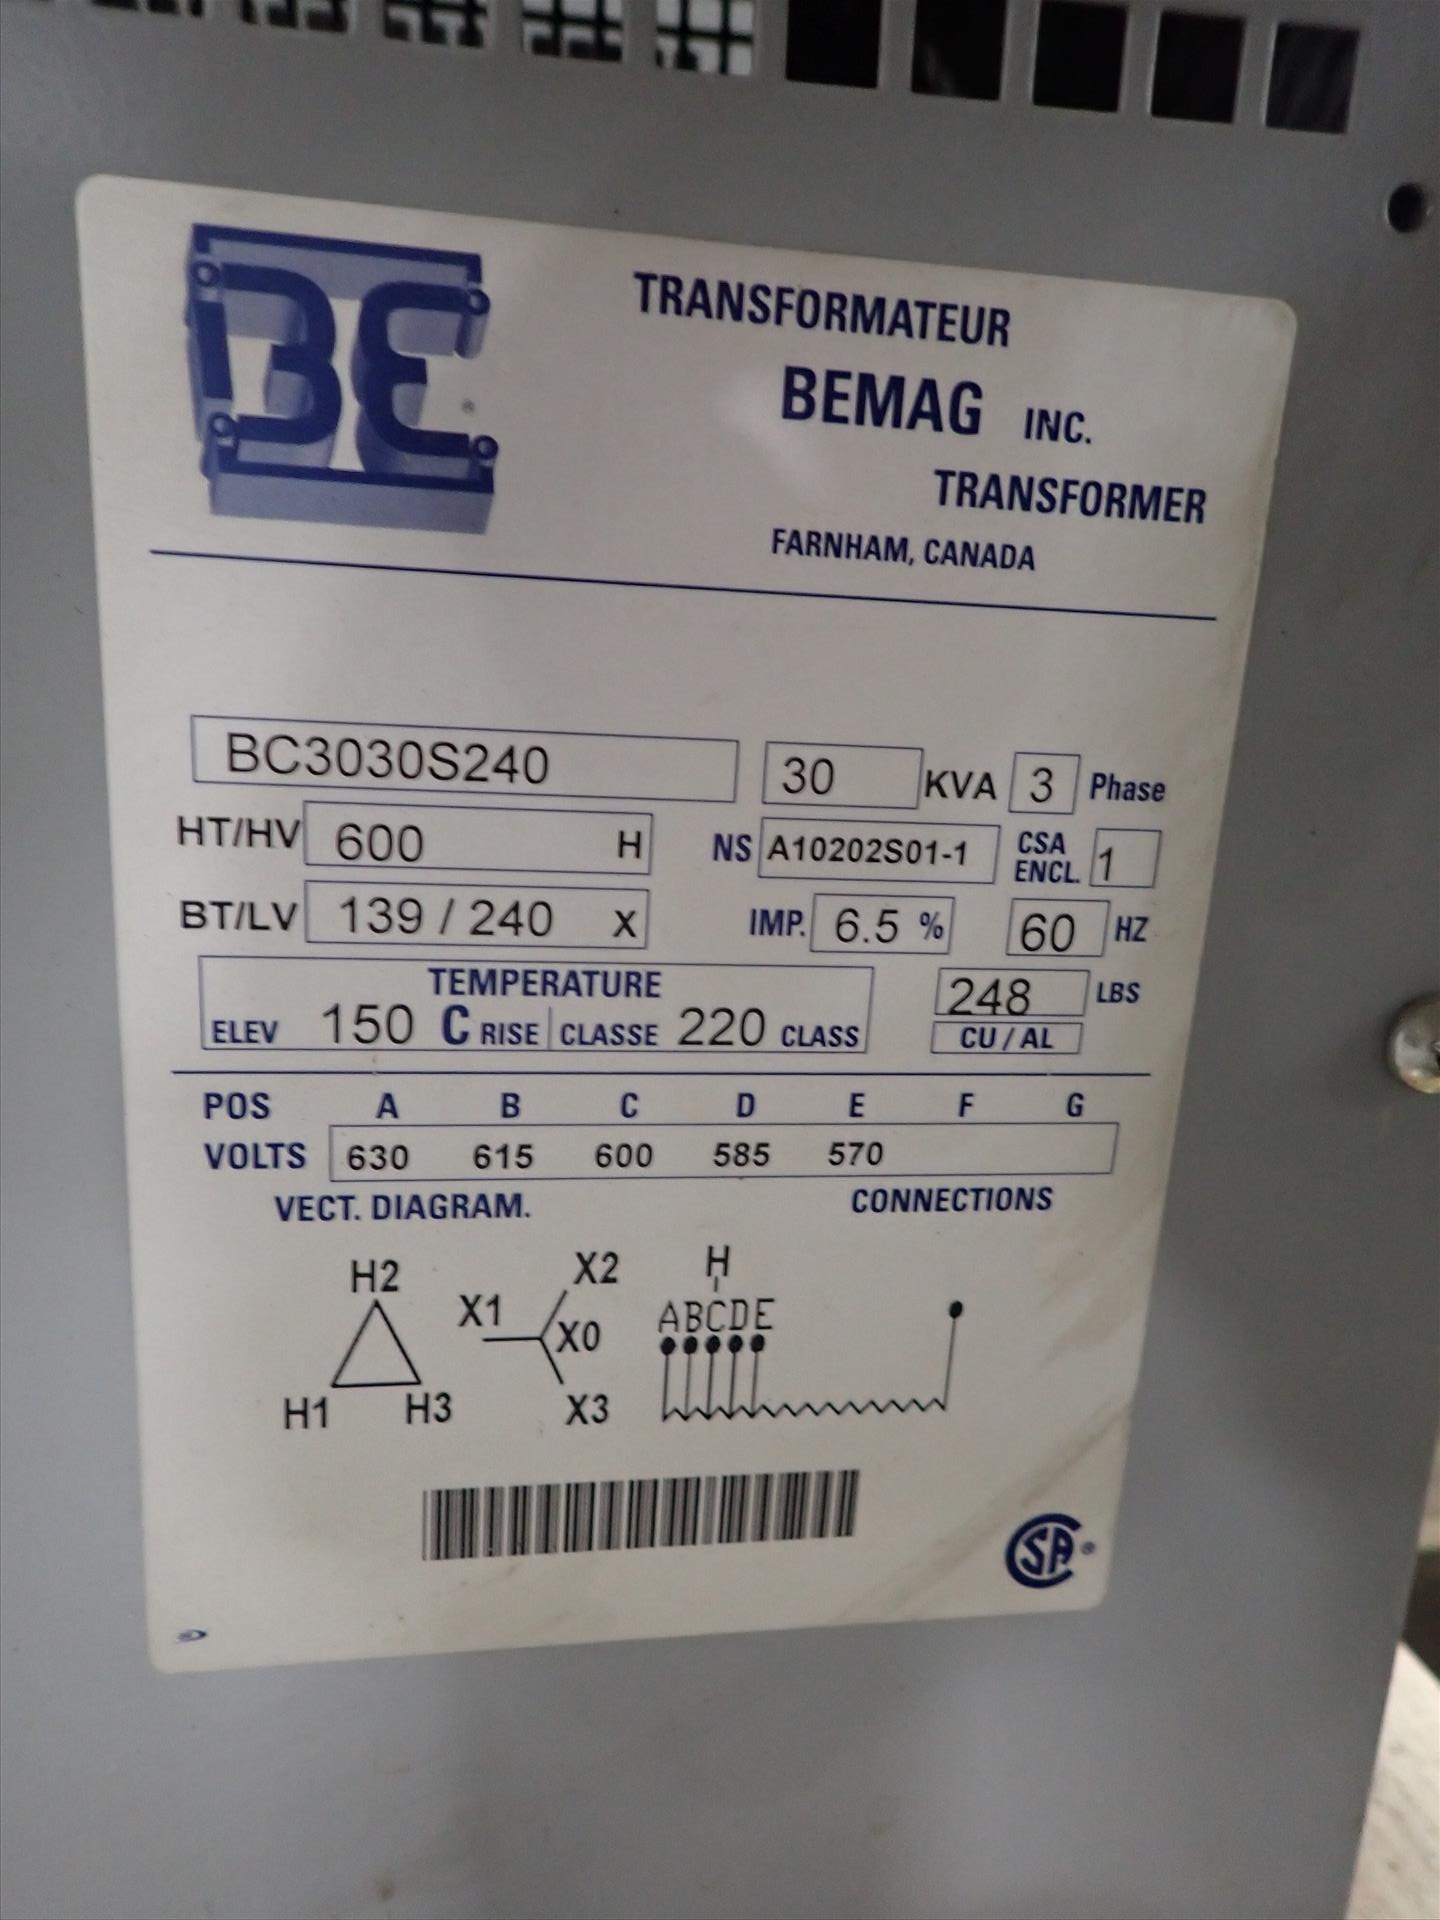 BE
TRANSFORMATEUR
BEMAG INC.
TRANSFORMER
FARNHAM, CANADA
BC3030S240 30 KVA 3 Phase
HT/HV 600 H NS A10202S01-1 CSA ENCL. 1
BT/LV 139 / 240 X IMP. 6.5 % 60 HZ
TEMPERATURE 248 LBS
ELEV 150 C RISE CLASSE 220 CLASS CU / AL
POS A B C D E F G
VOLTS 630 615 600 585 570
VECT. DIAGRAM. CONNECTIONS
H2 X2 H
X1 X0 ABCDE
H1 H3 X3
CSA